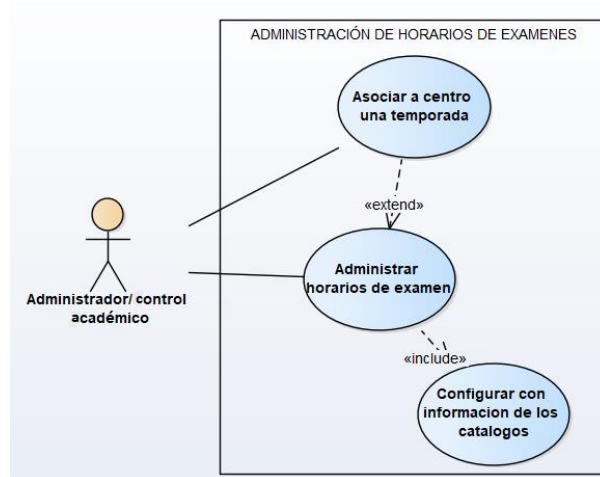 ADMINISTRACIÓN DE HORARIOS DE EXAMENES
Asociar a centro
una temporada
«extend»
Administrar
horarios de examen
Administrador/ control
académico
«include»
Configurar con
informacion de los
catalogos